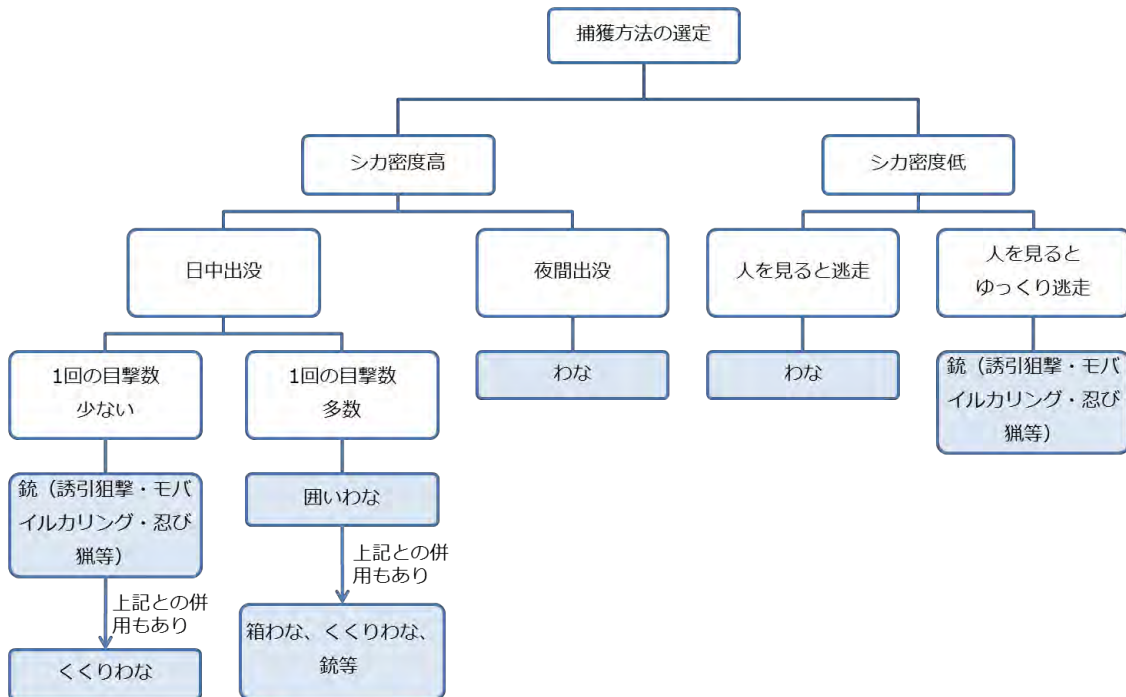 捕獲方法の選定
シカ密度高
シカ密度低
日中出没
夜間出没
人を見ると逃走
人を見ると
ゆっくり逃走
1回の目撃数
少ない
1回の目撃数
多数
わな
わな
銃（誘引狙撃・モバ
イルカリング・忍び
猟等）
銃（誘引狙撃・モバ
イルカリング・忍び
猟等）
囲いわな
上記との併
用もあり
上記との併
用もあり
箱わな、くくりわな、
銃等
くくりわな